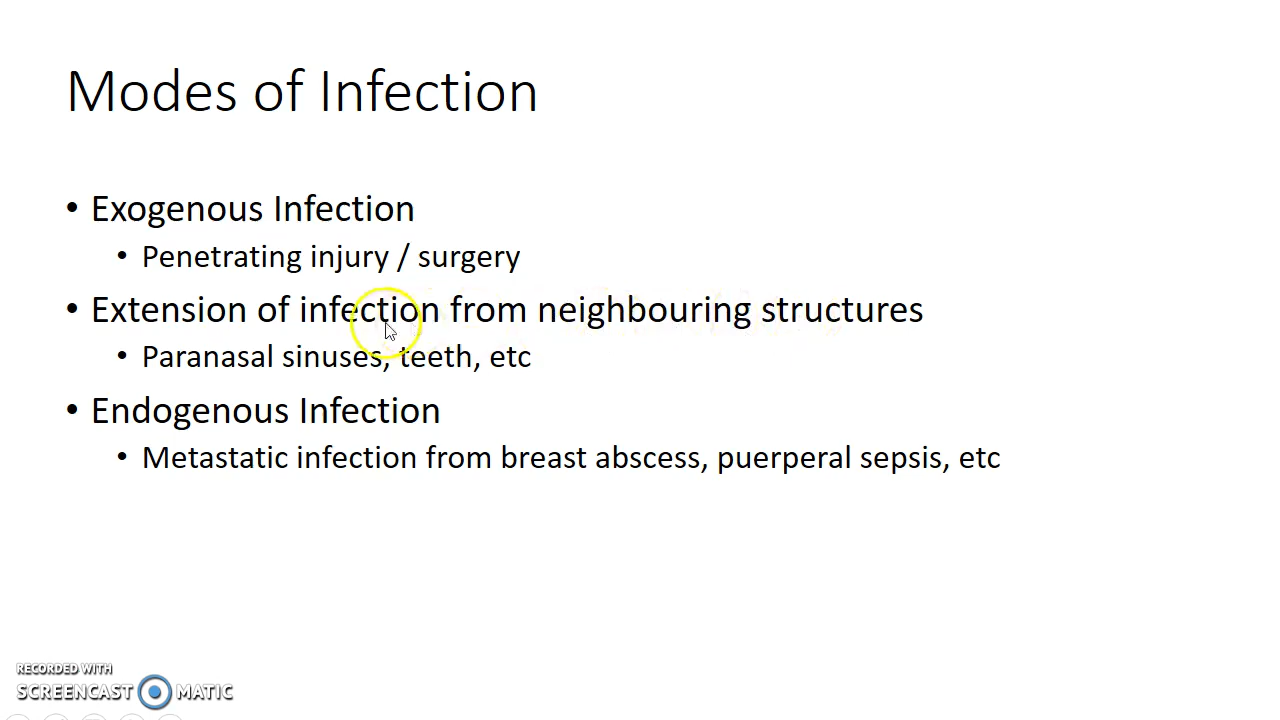 Modes of Infection
• Exogenous Infection
• Penetrating injury / surgery
• Extension of infection from neighbouring structures
• Paranasal sinuses, teeth, etc
• Endogenous Infection
• Metastatic infection from breast abscess, puerperal sepsis, etc
RECORDED WITH
SCREENCAST MATIC